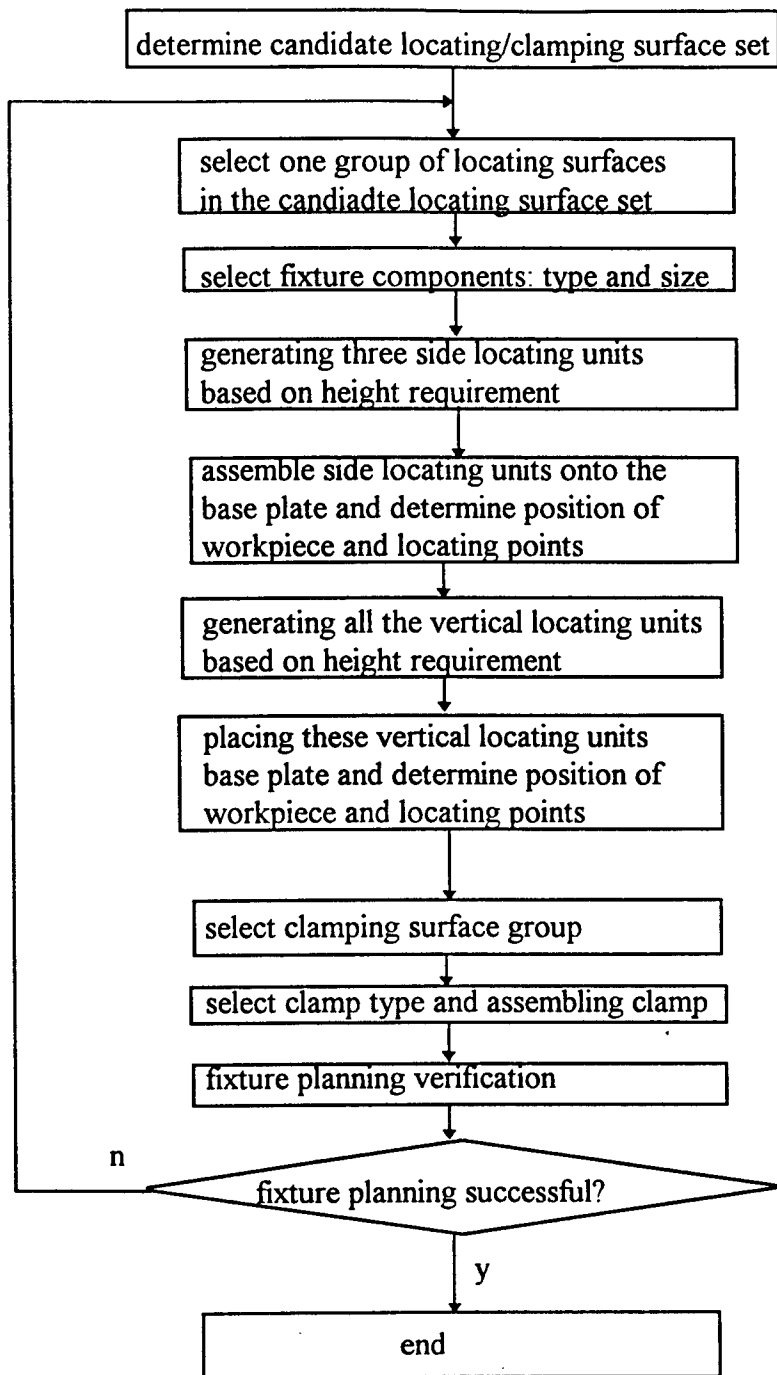 determine candidate locating/clamping surface set
select one group of locating surfaces
in the candiadte locating surface set
select fixture components: type and size
generating three side locating units
based on height requirement
assemble side locating units onto the
base plate and determine position of
workpiece and locating points
generating all the vertical locating units
based on height requirement
placing these vertical locating units
base plate and determine position of
workpiece and locating points
select clamping surface group
select clamp type and assembling clamp
fixture planning verification
n
fixture planning successful?
y
end